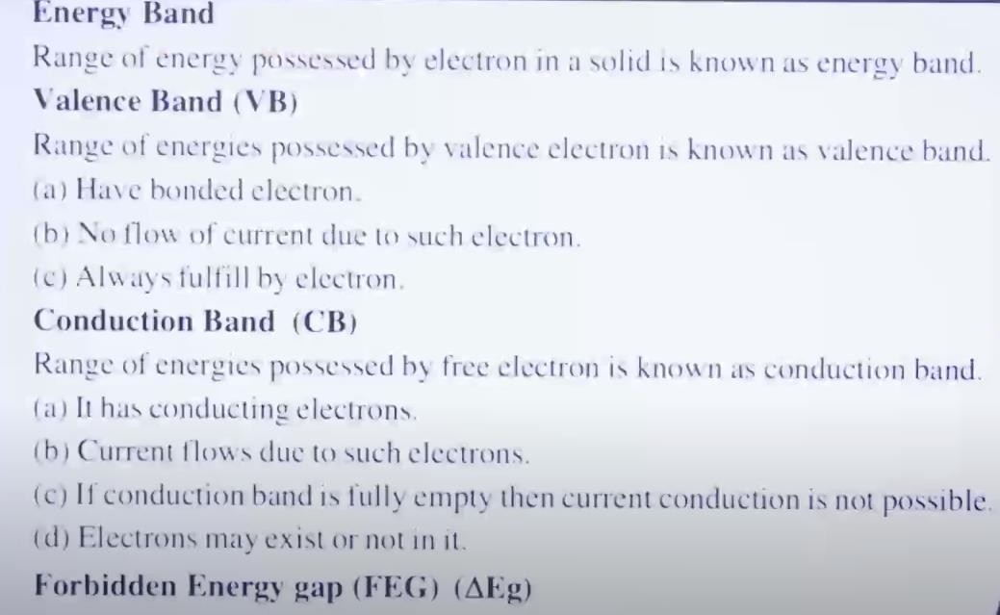 Energy Band
Range of energy possessed by electron in a solid is known as energy band.
Valence Band (VB)
Range of energies possessed by valence electron is known as valence band.
(a) Have bonded electron.
(b) No flow of current due to such electron.
(c) Always fulfill by electron.
Conduction Band (CB)
Range of energies possessed by free electron is known as conduction band.
(a) It has conducting electrons.
(b) Current flows due to such electrons.
(c) If conduction band is fully empty then current conduction is not possible.
(d) Electrons may exist or not in it.
Forbidden Energy gap (FEG) (ΔEg)